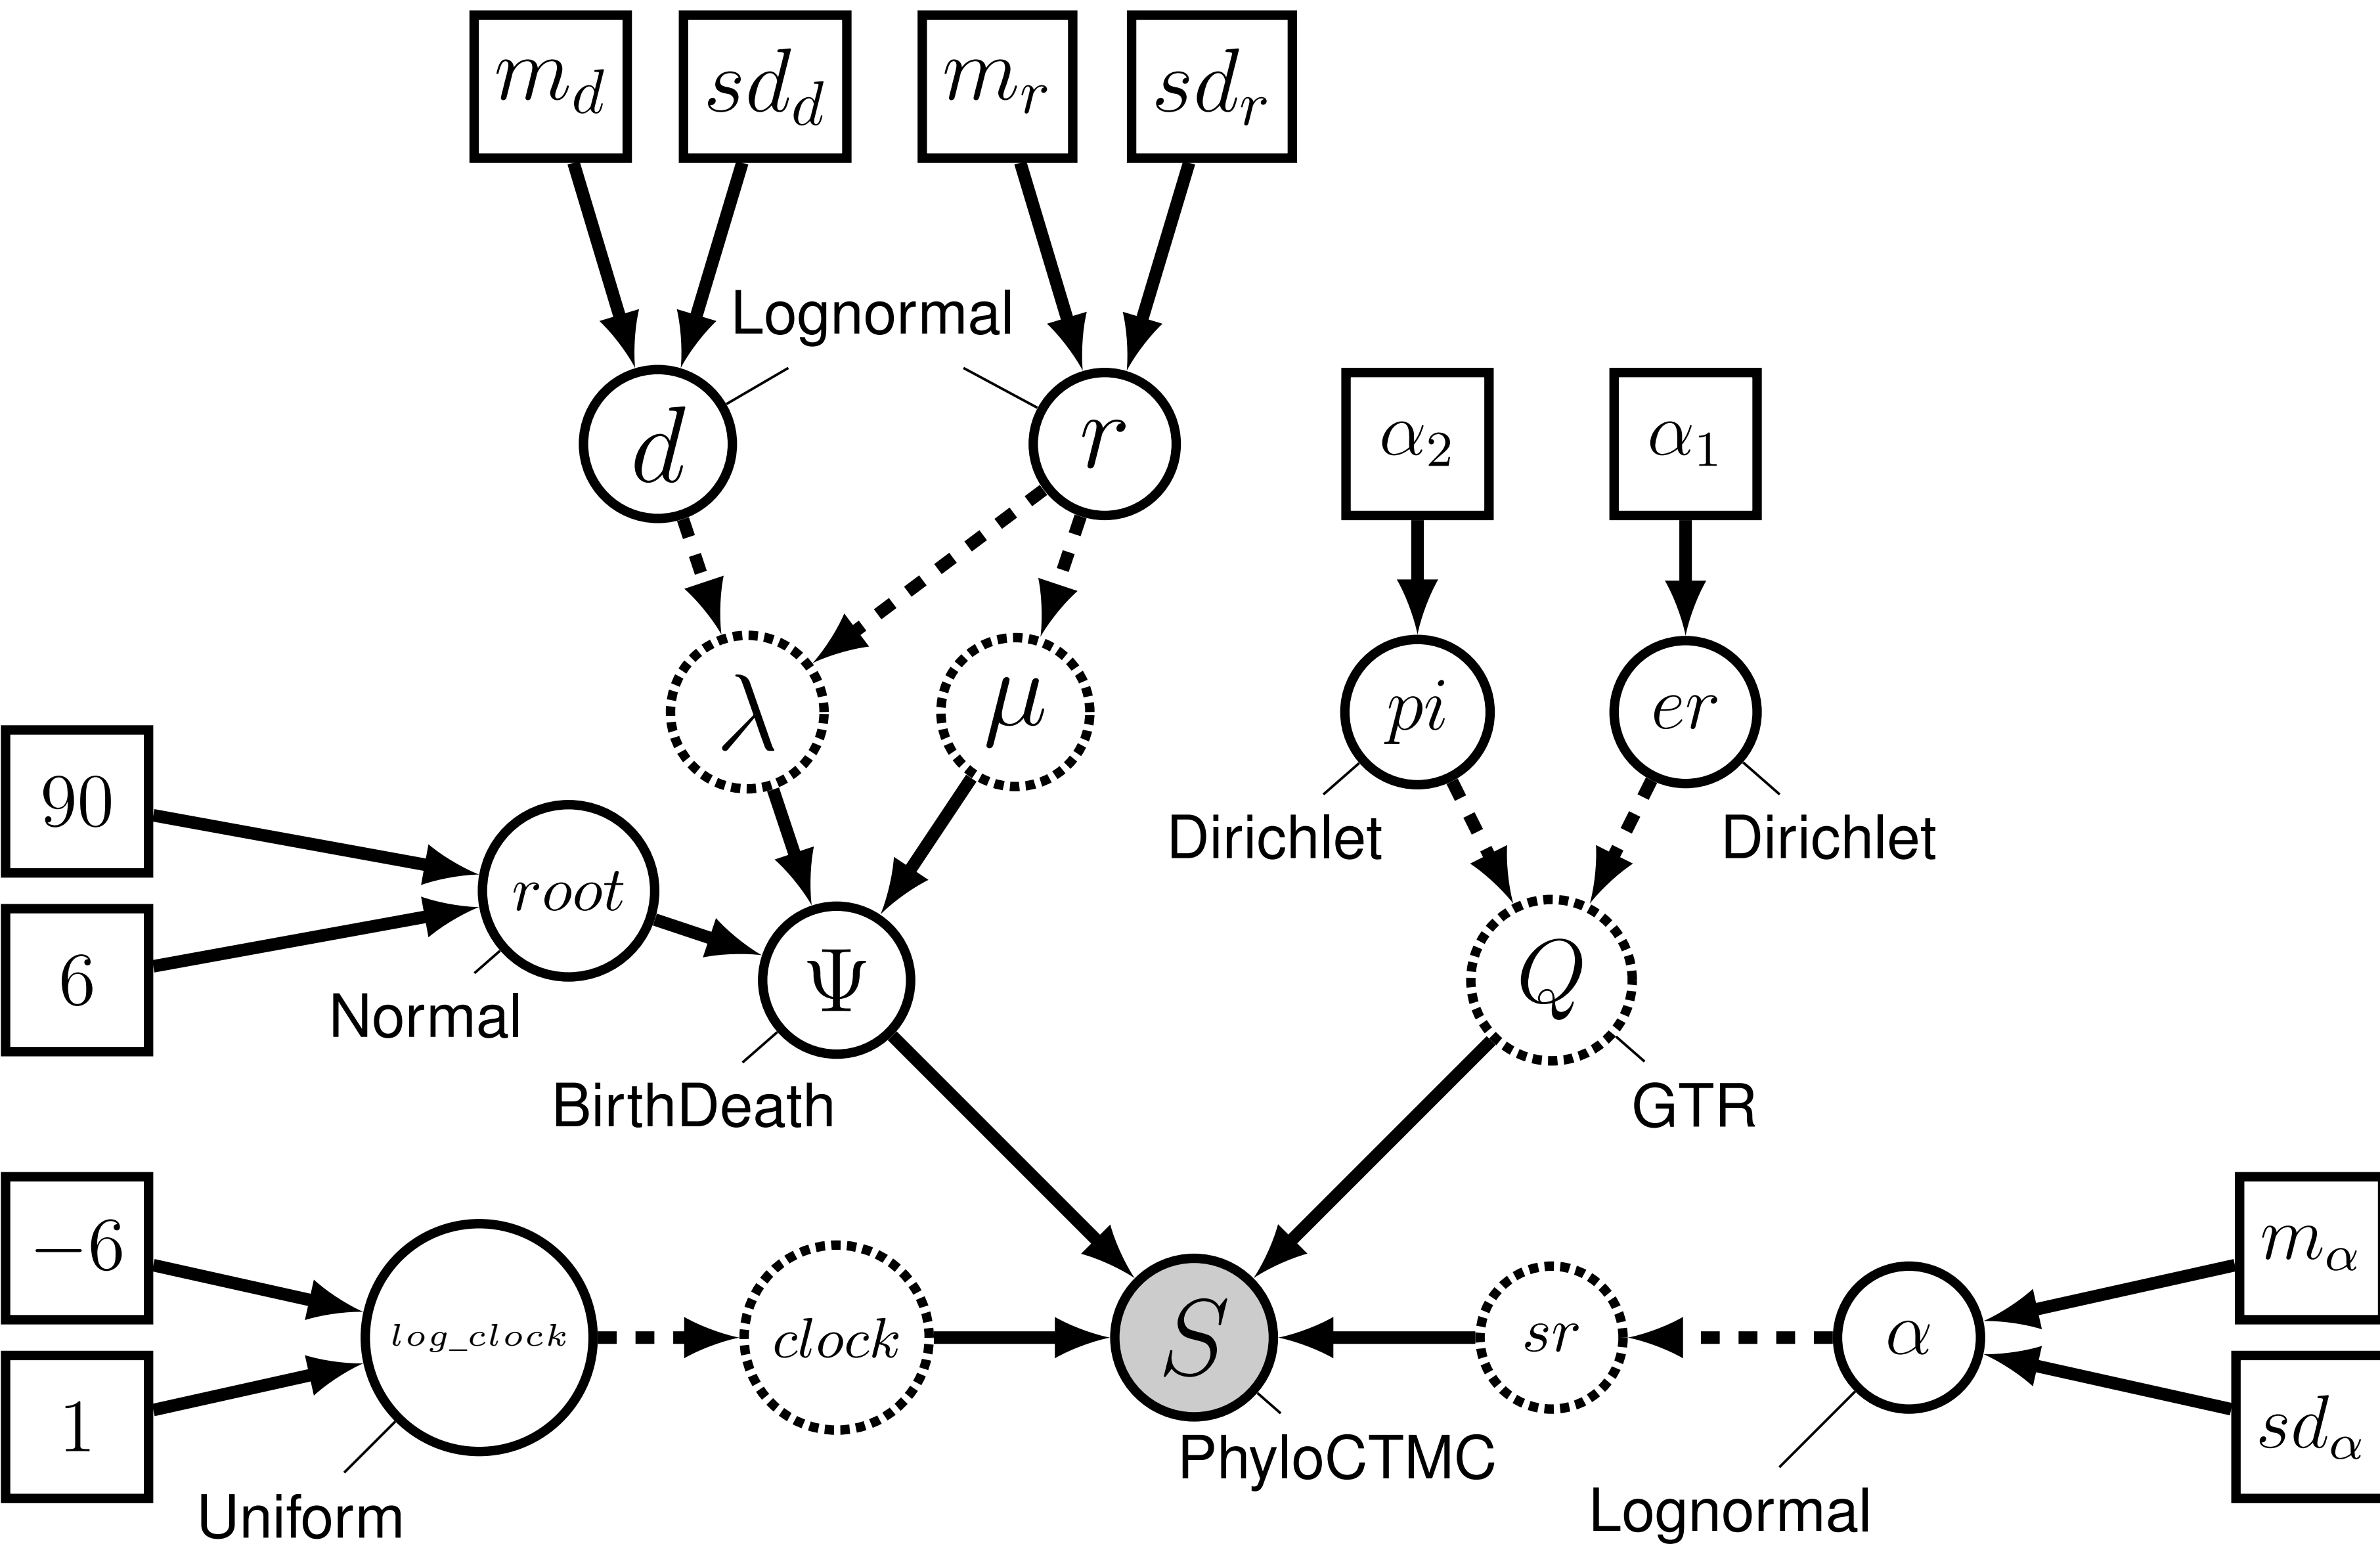 m_d sd_d m_r sd_r
Lognormal
d r α_2 α_1
λ μ pi er
90
Dirichlet Dirichlet
root
6 Ψ Q
Normal
BirthDeath GTR
−6 m_α
log_clock clock S sr α
1 sd_α
PhyloCTMC
Uniform Lognormal